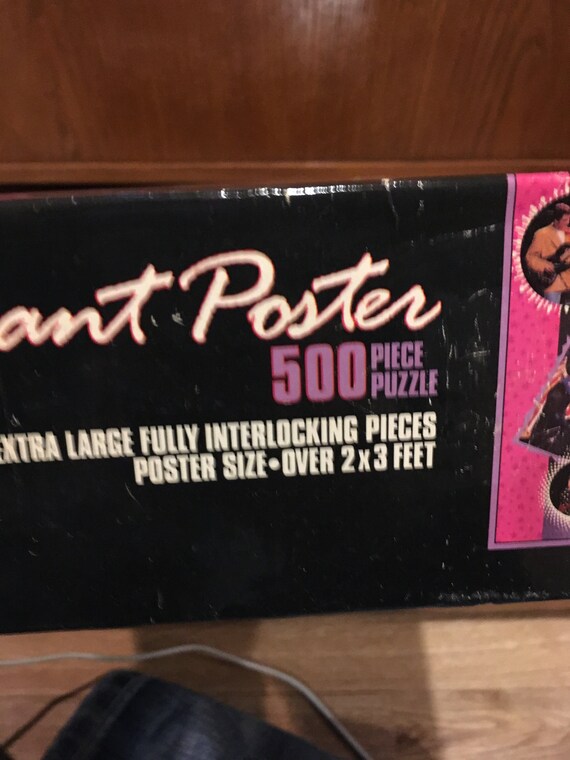 ant Poster
500 PIECE PUZZLE
EXTRA LARGE FULLY INTERLOCKING PIECES
POSTER SIZE•OVER 2x3 FEET